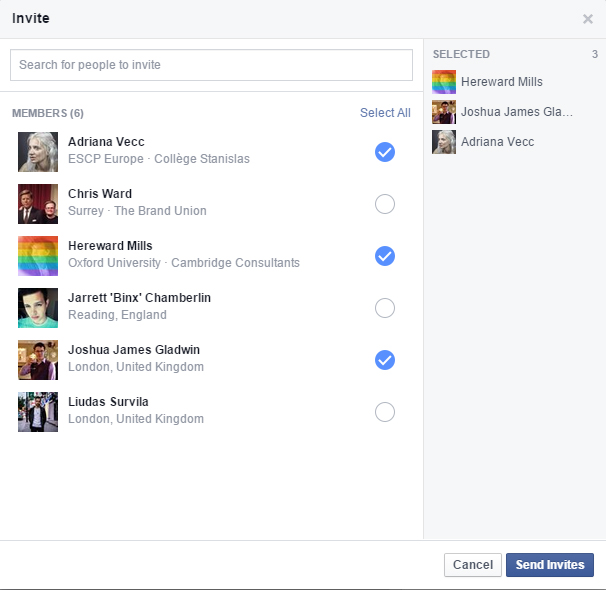 Invite
Search for people to invite
MEMBERS (6)
Select All
Adriana Vecc
ESCP Europe · Collège Stanislas
Chris Ward
Surrey · The Brand Union
Hereward Mills
Oxford University · Cambridge Consultants
Jarrett 'Binx' Chamberlin
Reading, England
Joshua James Gladwin
London, United Kingdom
Liudas Survila
London, United Kingdom
SELECTED 3
Hereward Mills
Joshua James Gla...
Adriana Vecc
Cancel
Send Invites